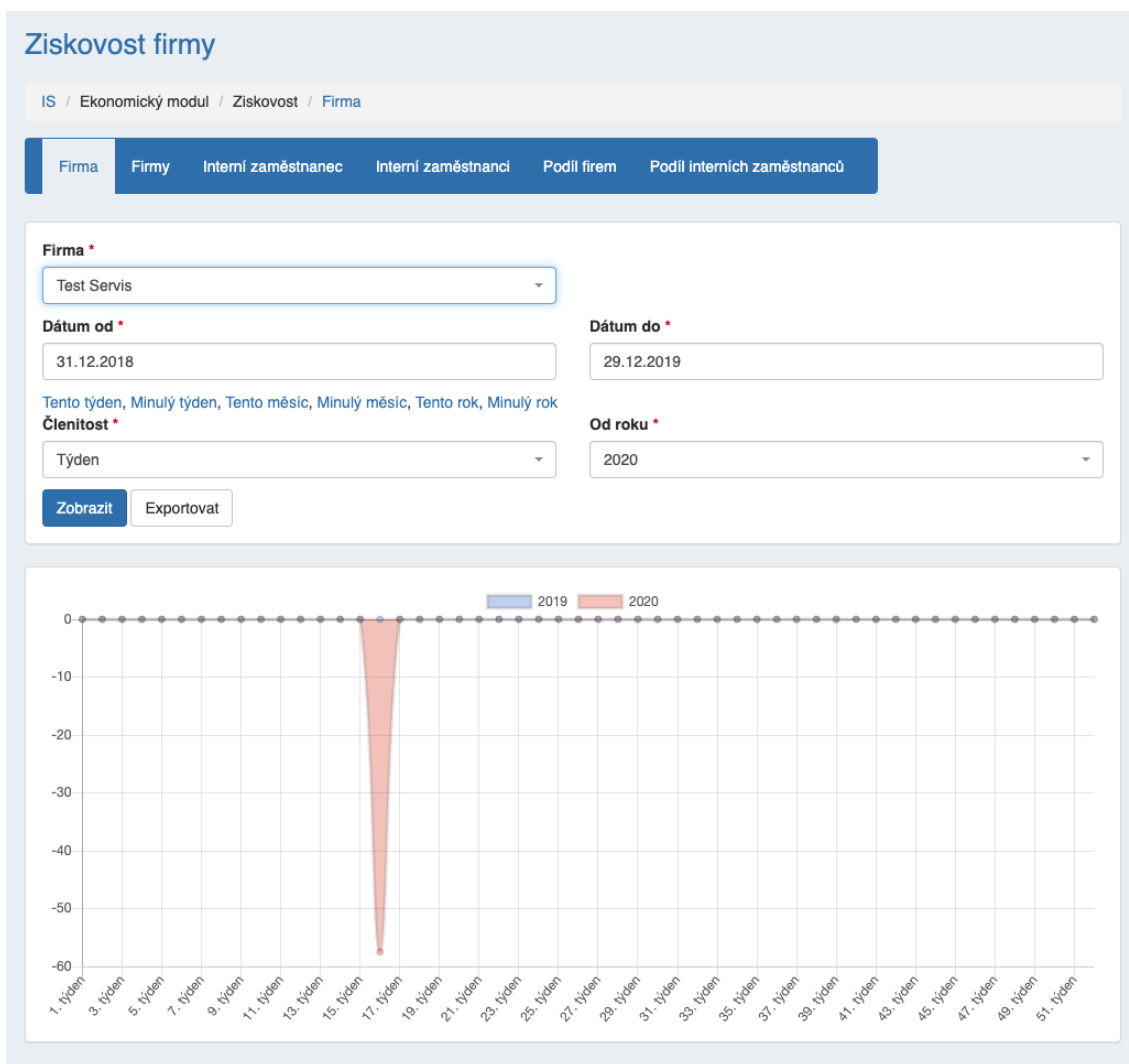 Ziskovost firmy
IS / Ekonomický modul / Ziskovost / Firma
Firma Firmy Interní zaměstnanec Interní zaměstnanci Podíl firem Podíl interních zaměstnanců
Firma *
Test Servis
Dátum od * Dátum do *
31.12.2018 29.12.2019
Tento týden, Minulý týden, Tento měsíc, Minulý měsíc, Tento rok, Minulý rok
Členitost * Od roku *
Týden 2020
Zobrazit Exportovat
2019 2020
0
-10
-20
-30
-40
-50
-60
1. týden 3. týden 5. týden 7. týden 9. týden 11. týden 13. týden 15. týden 17. týden 19. týden 21. týden 23. týden 25. týden 27. týden 29. týden 31. týden 33. týden 35. týden 37. týden 39. týden 41. týden 43. týden 45. týden 47. týden 49. týden 51. týden